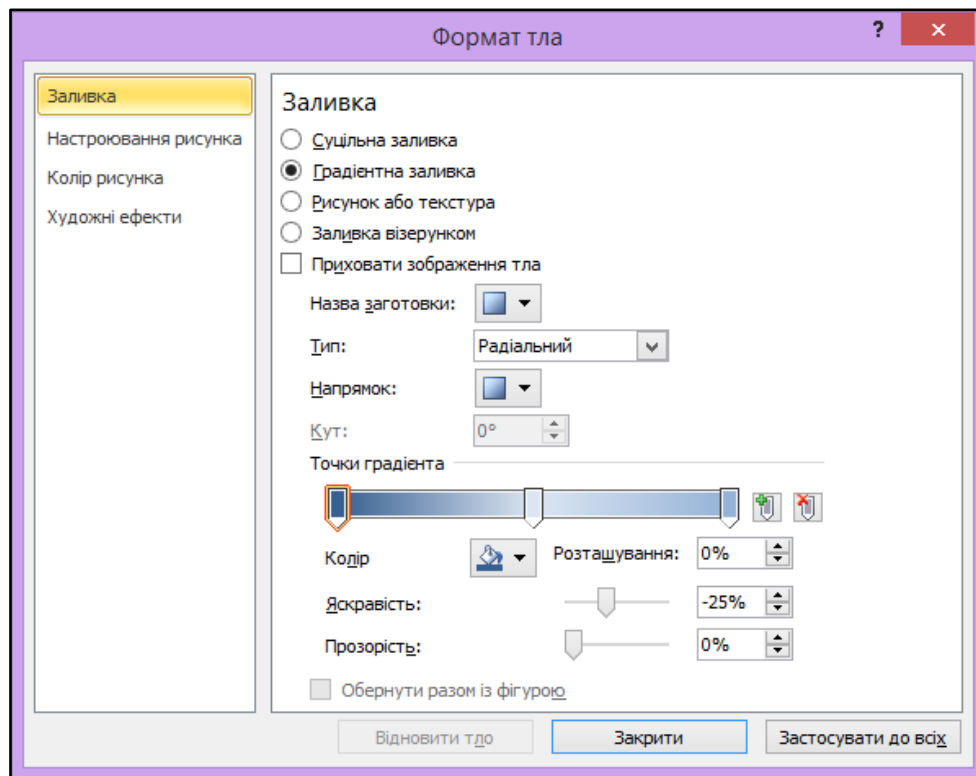 Формат тла
?
Заливка
Настроювання рисунка
Колір рисунка
Художні ефекти
Заливка
Суцільна заливка
Градієнтна заливка
Рисунок або текстура
Заливка візерунком
Приховати зображення тла
Назва заготовки:
Тип: Радіальний
Напрямок:
Кут: 0°
Точки градієнта
Колір Розташування: 0%
Яскравість: -25%
Прозорість: 0%
Обернути разом із фігурою
Відновити тло Закрити Застосувати до всіх